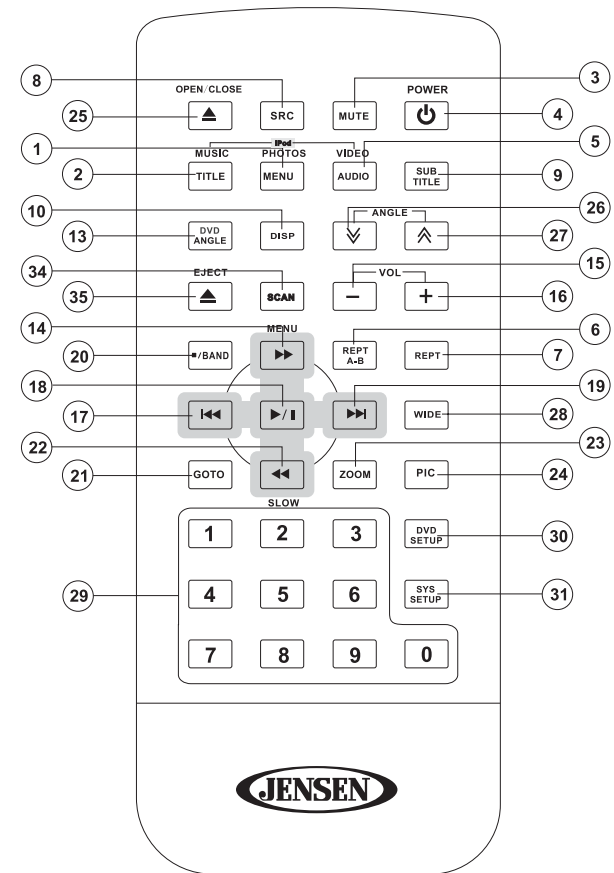 8 3
OPEN/CLOSE POWER
25 SRC MUTE 4
iPod
1 5
MUSIC PHOTOS VIDEO
2 TITLE MENU AUDIO SUB TITLE 9
10 ANGLE 26
13 DVD ANGLE DISP 27
34 EJECT VOL 15
35 SCAN − + 16
14 MENU 6
20 ■/BAND ▶▶ REPT A-B REPT 7
18 19
17 |◀◀ ▶/|| ▶▶| WIDE 28
22 23
21 GOTO ◀◀ ZOOM PIC 24
SLOW
1 2 3 DVD SETUP 30
29 4 5 6 SYS SETUP 31
7 8 9 0
JENSEN